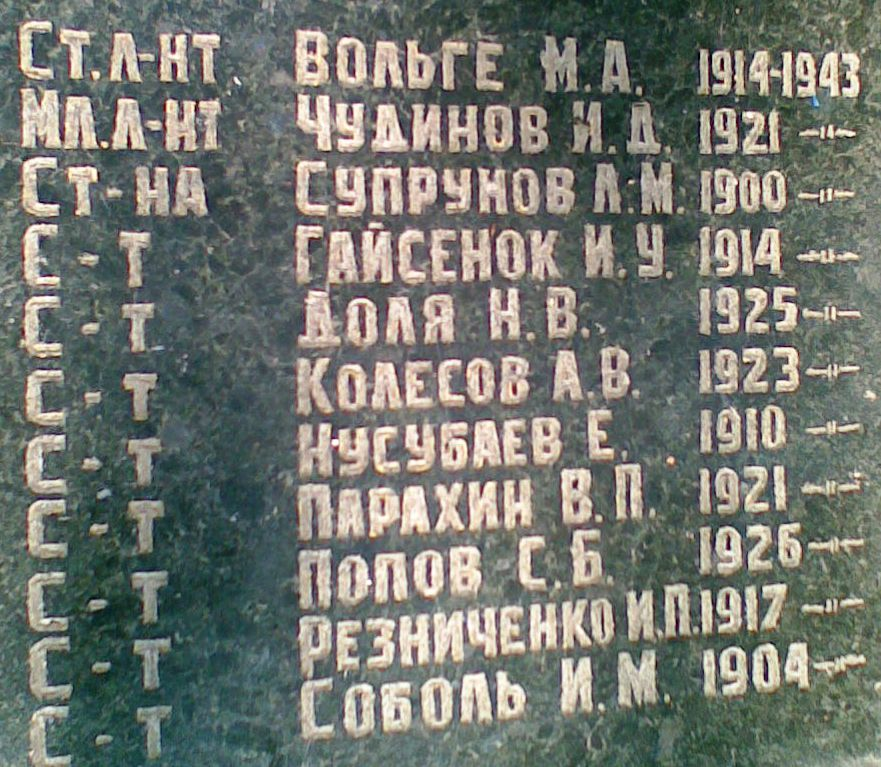 Ст.л-нт Вольге М.А. 1914-1943
Мл.л-нт Чудинов И.Д. 1921 -"-
Ст-на Супрунов Л.М. 1900 -"-
С-т Гайсенок И.У. 1914 -"-
С-т Доля Н.В. 1925 -"-
С-т Колесов А.В. 1923 -"-
С-т Нусубаев Е. 1910 -"-
С-т Парахин В.П. 1921 -"-
С-т Попов С.Б. 1926 -"-
С-т Резниченко И.П. 1917 -"-
С-т Соболь И.М. 1904 -"-